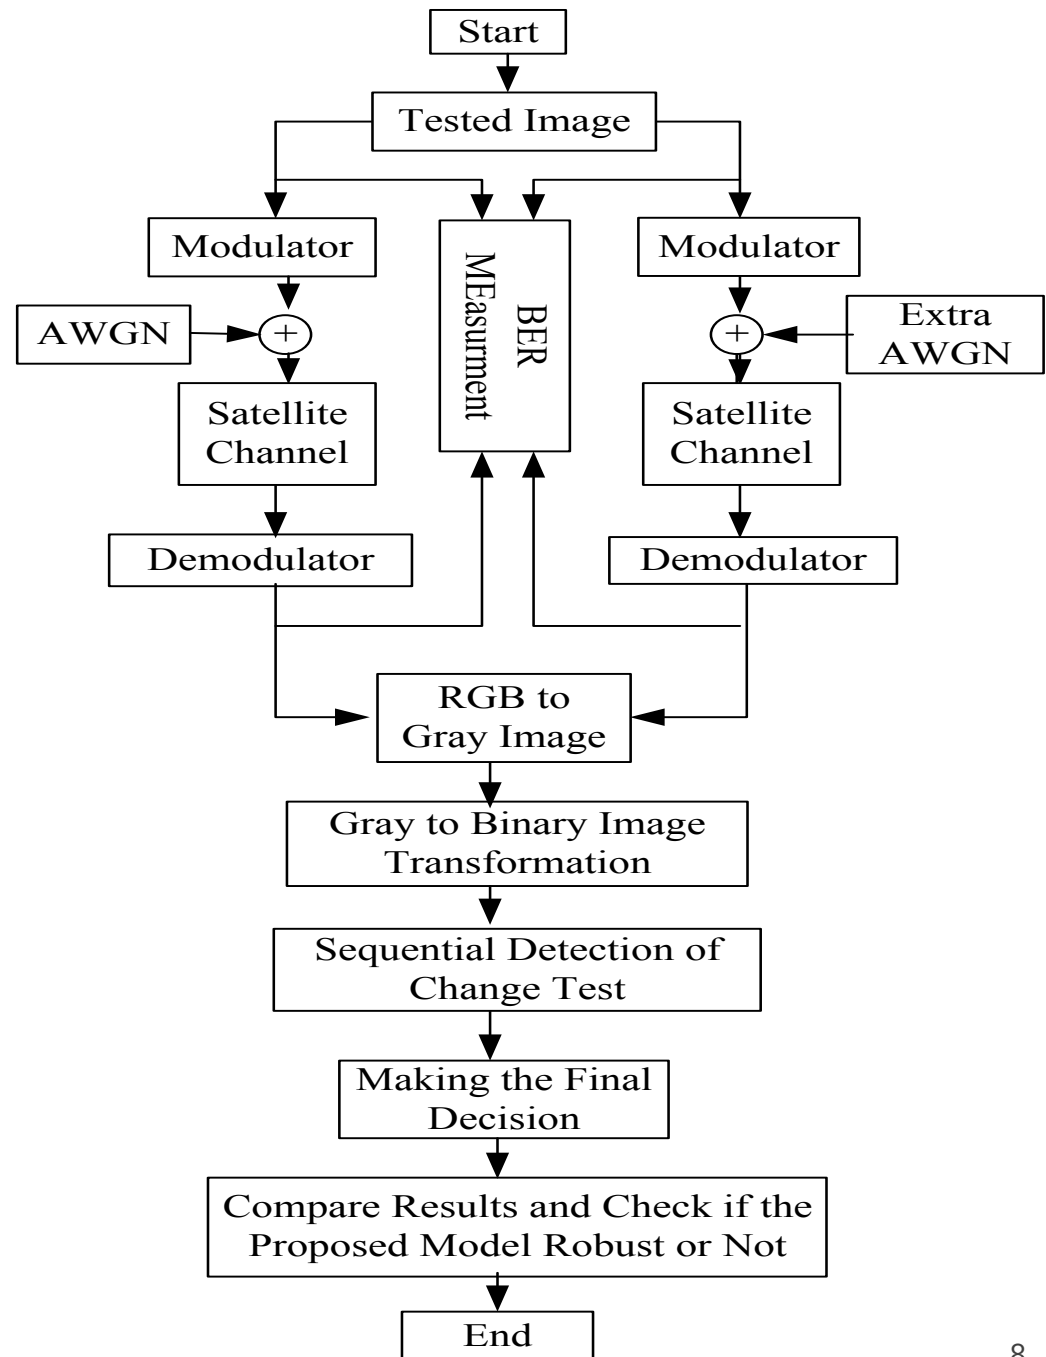 Start
Tested Image
Modulator
Modulator
BER
MEasurment
AWGN
+
+
Extra
AWGN
Satellite
Channel
Satellite
Channel
Demodulator
Demodulator
RGB to
Gray Image
Gray to Binary Image
Transformation
Sequential Detection of
Change Test
Making the Final
Decision
Compare Results and Check if the
Proposed Model Robust or Not
End
8